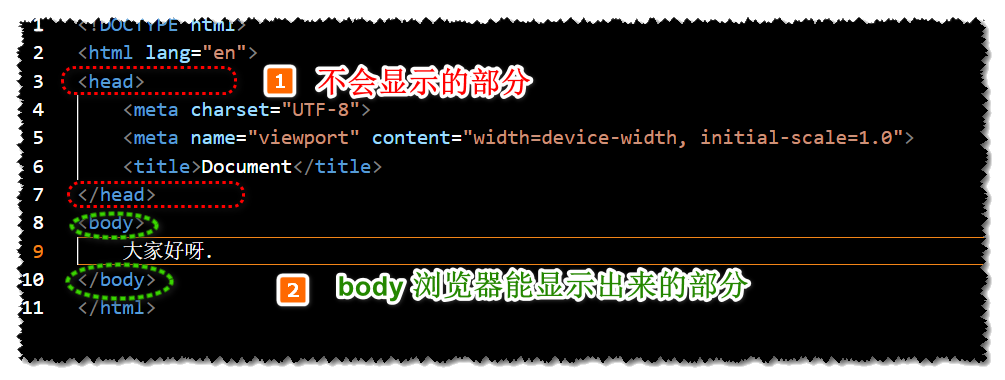 1 <!DOCTYPE html>
2 <html lang="en">
3 <head> 1 不会显示的部分
4 <meta charset="UTF-8">
5 <meta name="viewport" content="width=device-width, initial-scale=1.0">
6 <title>Document</title>
7 </head>
8 <body>
9 大家好呀.
10 </body> 2 body 浏览器能显示出来的部分
11 </html>